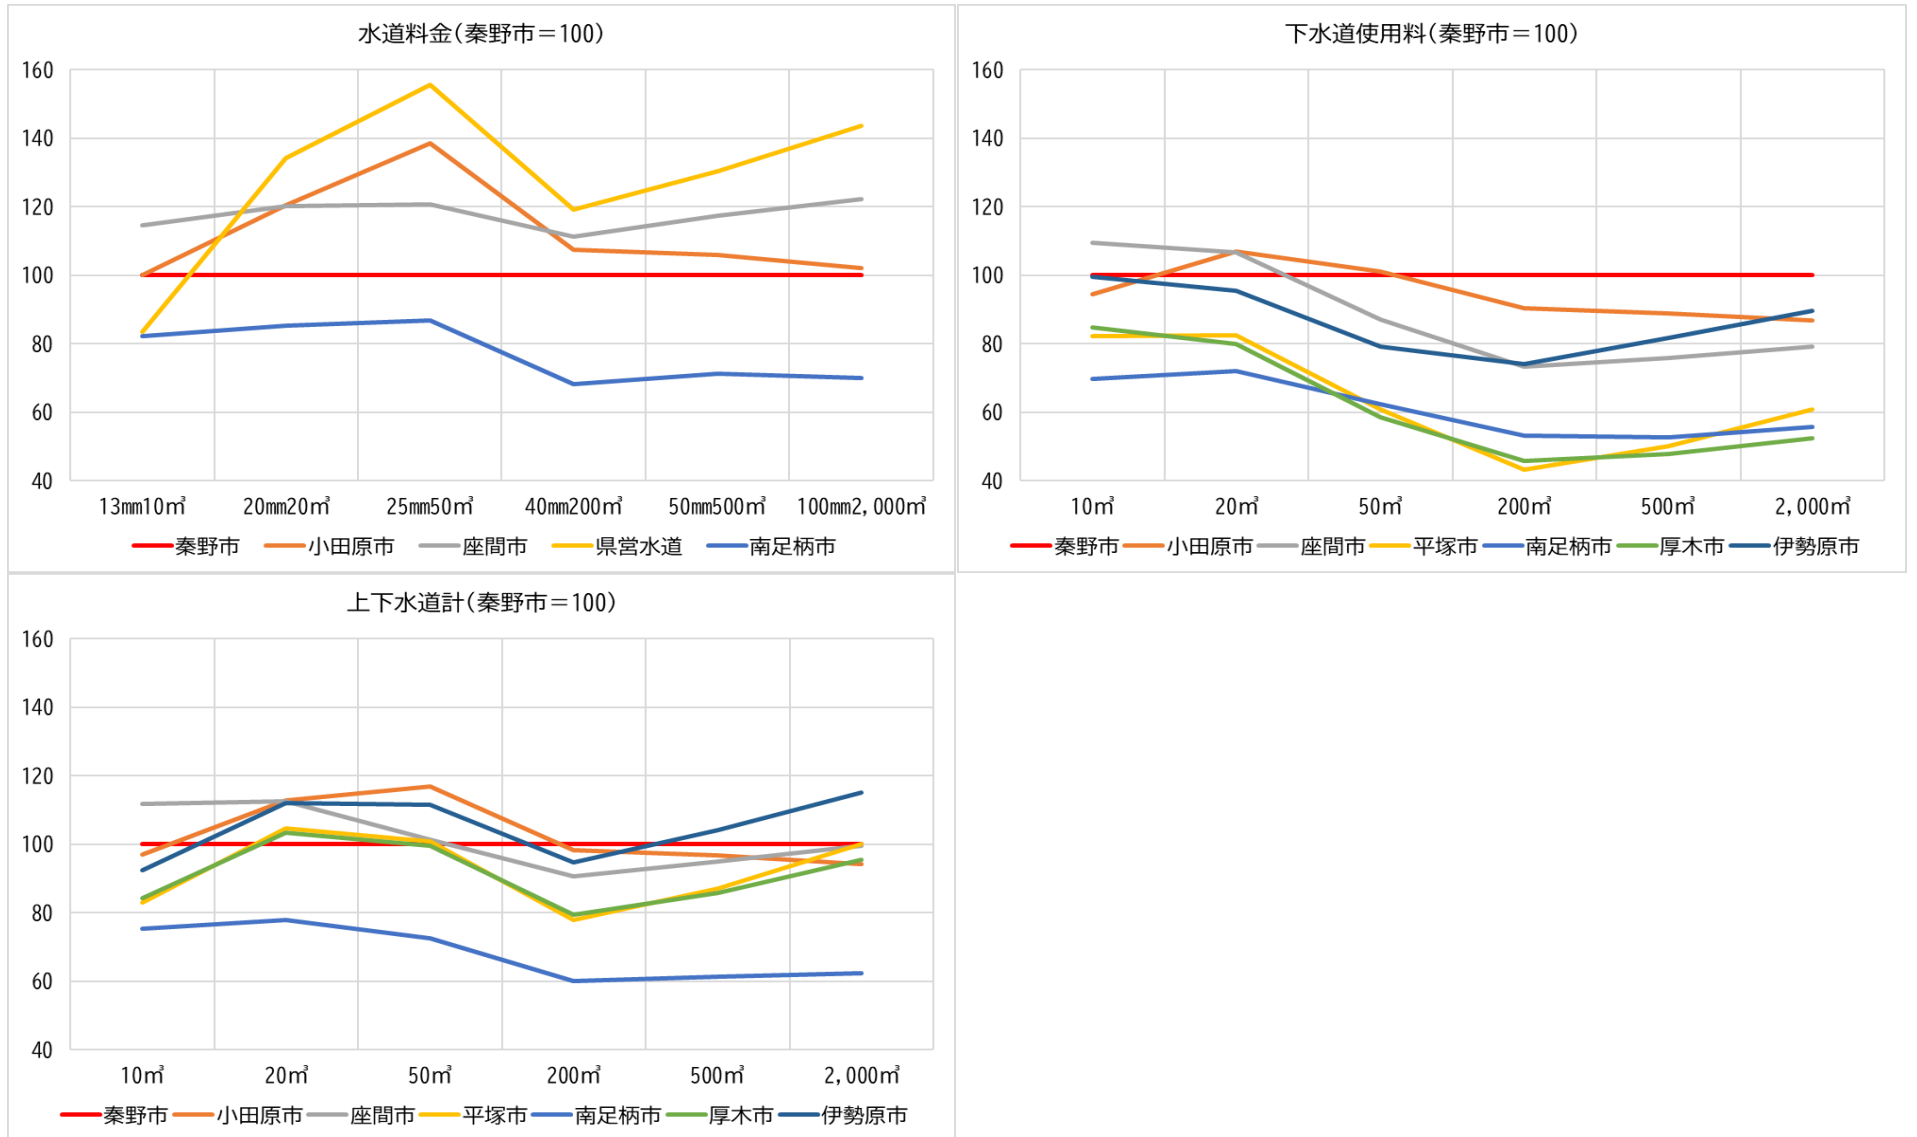 水道料金(秦野市＝100)
160
140
120
100
80
60
40
13㎜10㎥ 20㎜20㎥ 25㎜50㎥ 40㎜200㎥ 50㎜500㎥ 100㎜2,000㎥
秦野市 小田原市 座間市 県営水道 南足柄市
下水道使用料(秦野市＝100)
160
140
120
100
80
60
40
10㎥ 20㎥ 50㎥ 200㎥ 500㎥ 2,000㎥
秦野市 小田原市 座間市 平塚市 南足柄市 厚木市 伊勢原市
上下水道計(秦野市＝100)
160
140
120
100
80
60
40
10㎥ 20㎥ 50㎥ 200㎥ 500㎥ 2,000㎥
秦野市 小田原市 座間市 平塚市 南足柄市 厚木市 伊勢原市